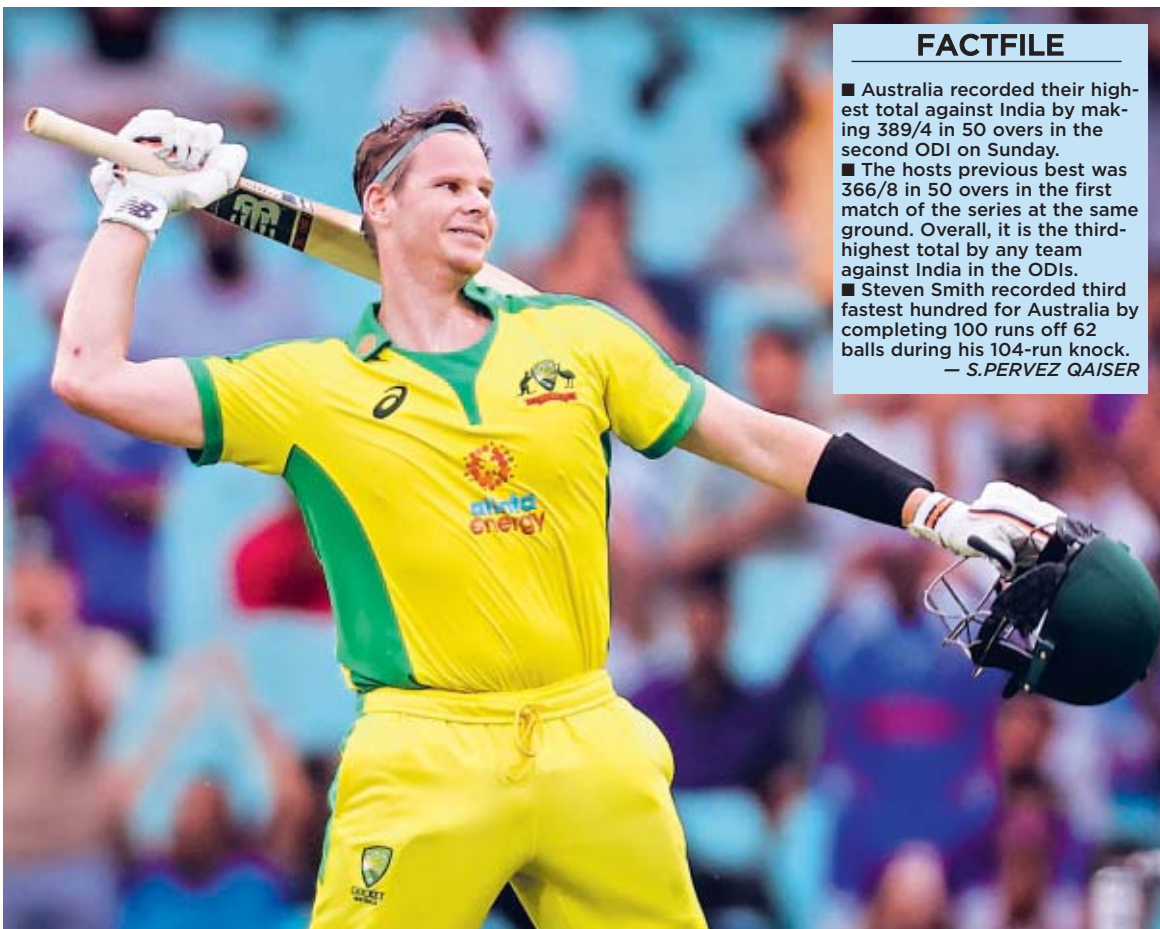 FACTFILE
■ Australia recorded their high-
est total against India by mak-
ing 389/4 in 50 overs in the
second ODI on Sunday.
■ The hosts previous best was
366/8 in 50 overs in the first
match of the series at the same
ground. Overall, it is the third-
highest total by any team
against India in the ODIs.
■ Steven Smith recorded third
fastest hundred for Australia by
completing 100 runs off 62
balls during his 104-run knock.
— S.PERVEZ QAISER
NB
alinta
energy
CRICKET